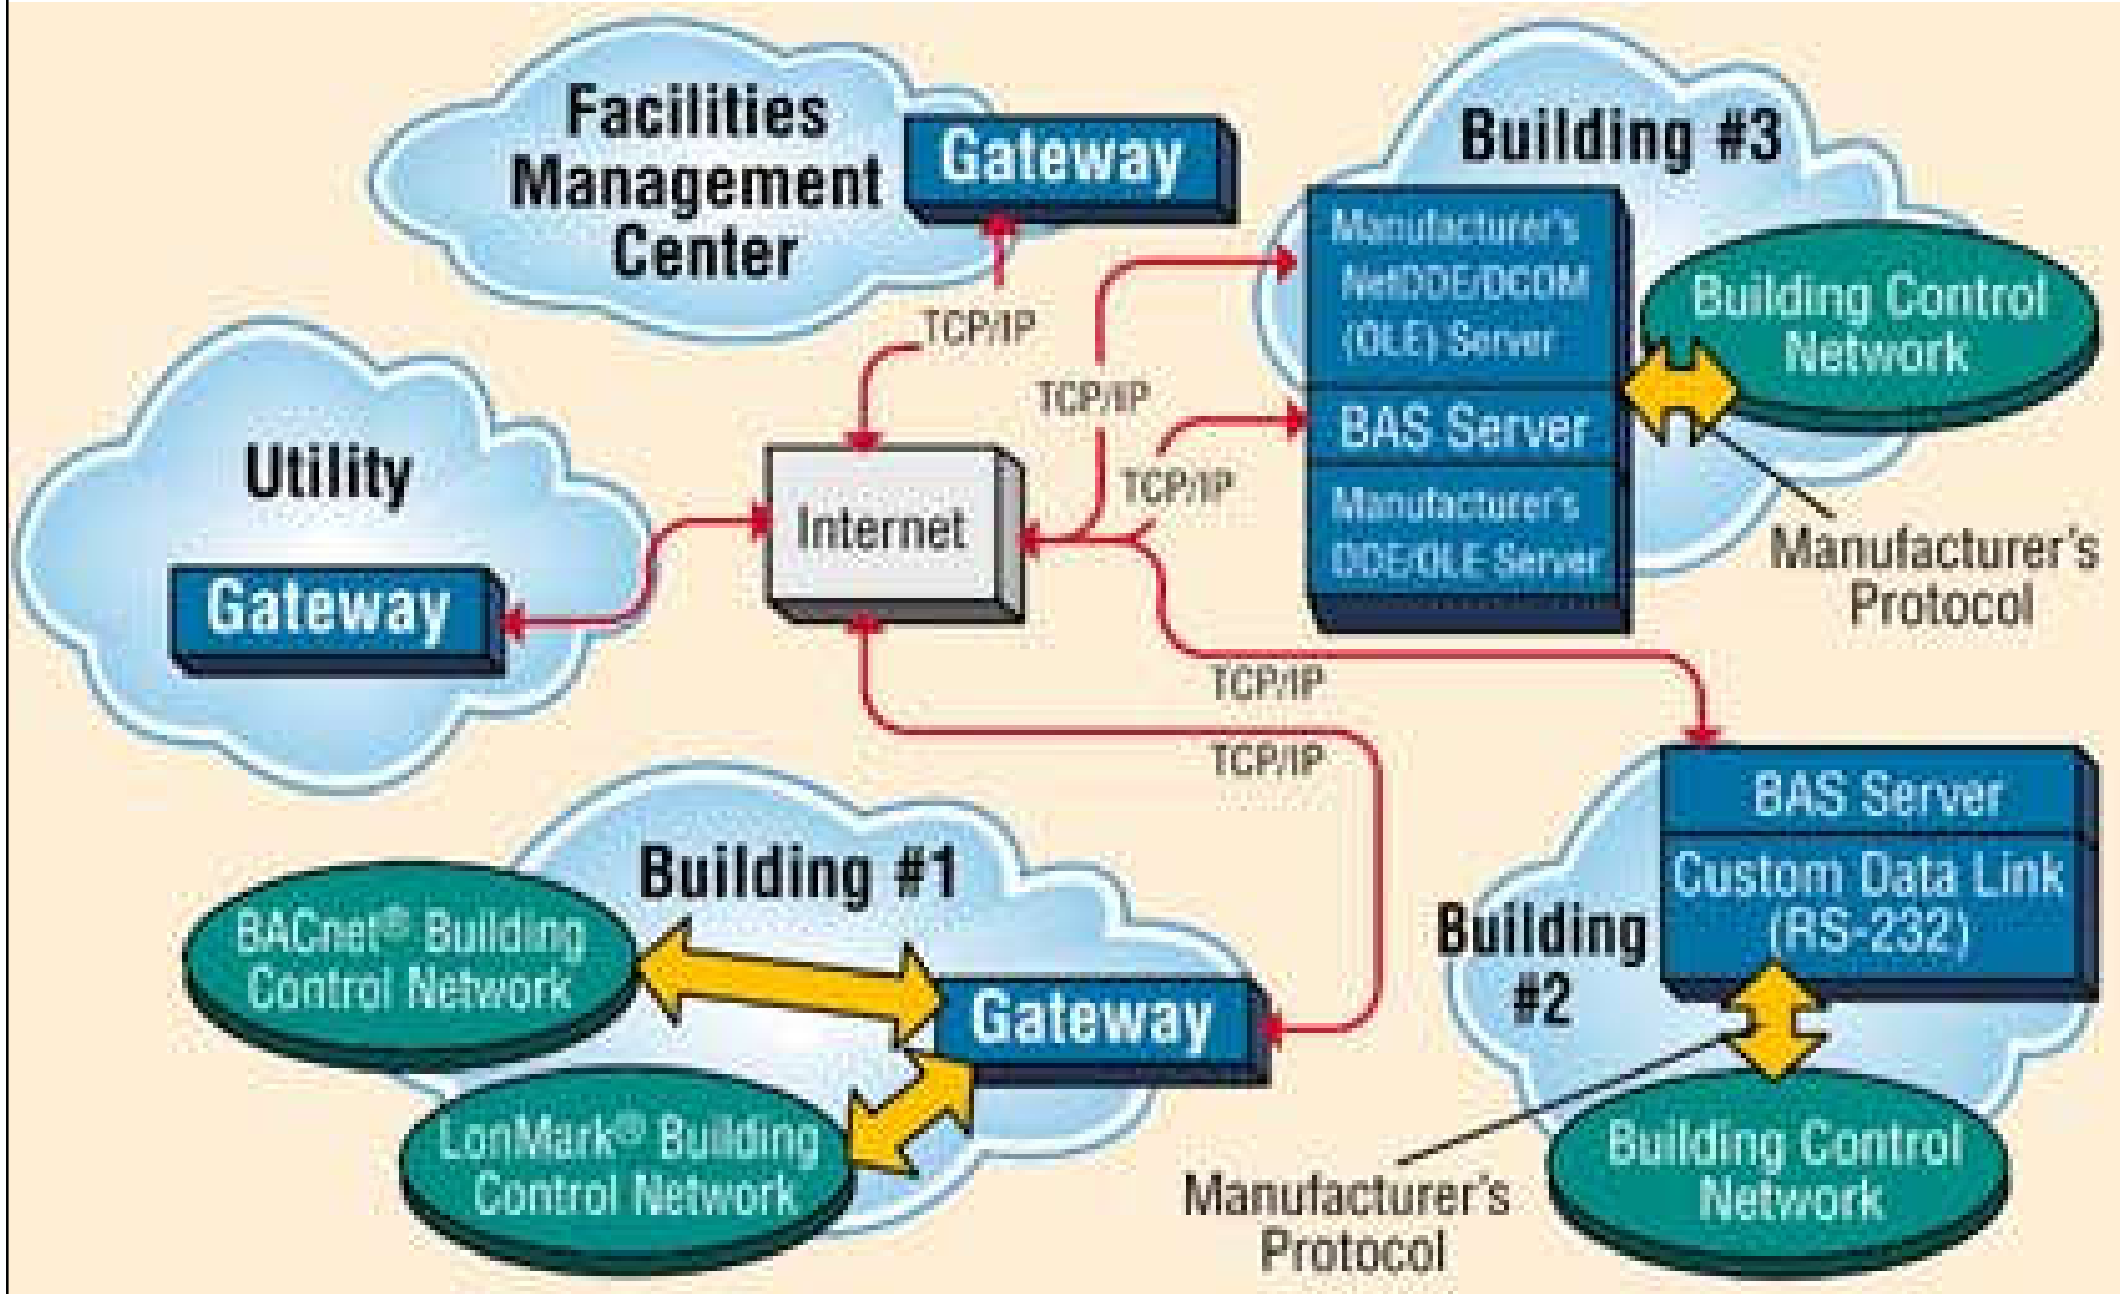 Facilities
Management
Center
Gateway
TCP/IP
Building #3
Manufacturer's
NetDDE/DCOM
(OLE) Server
BAS Server
Manufacturer's
DDE/OLE Server
Building Control
Network
Manufacturer's
Protocol
TCP/IP
TCP/IP
Utility
Gateway
Internet
TCP/IP
TCP/IP
Building #1
BACnet® Building
Control Network
Gateway
LonMark® Building
Control Network
BAS Server
Custom Data Link
(RS-232)
Building
#2
Building Control
Network
Manufacturer's
Protocol